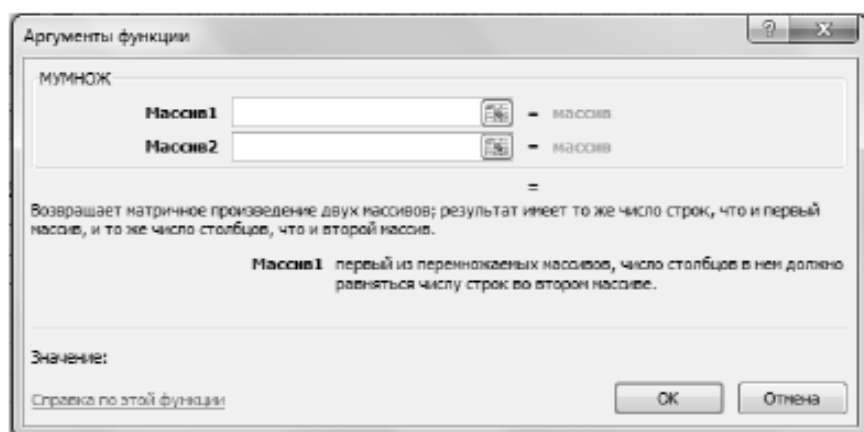 Аргументы функции
МУМНОЖ
Массив1 = массив
Массив2 = массив
=
Возвращает матричное произведение двух массивов; результат имеет то же число строк, что и первый
массив, и то же число столбцов, что и второй массив.
Массив1 первый из перемножаемых массивов, число столбцов в нем должно
равняться числу строк во втором массиве.
Значение:
Справка по этой функции
ОК
Отмена